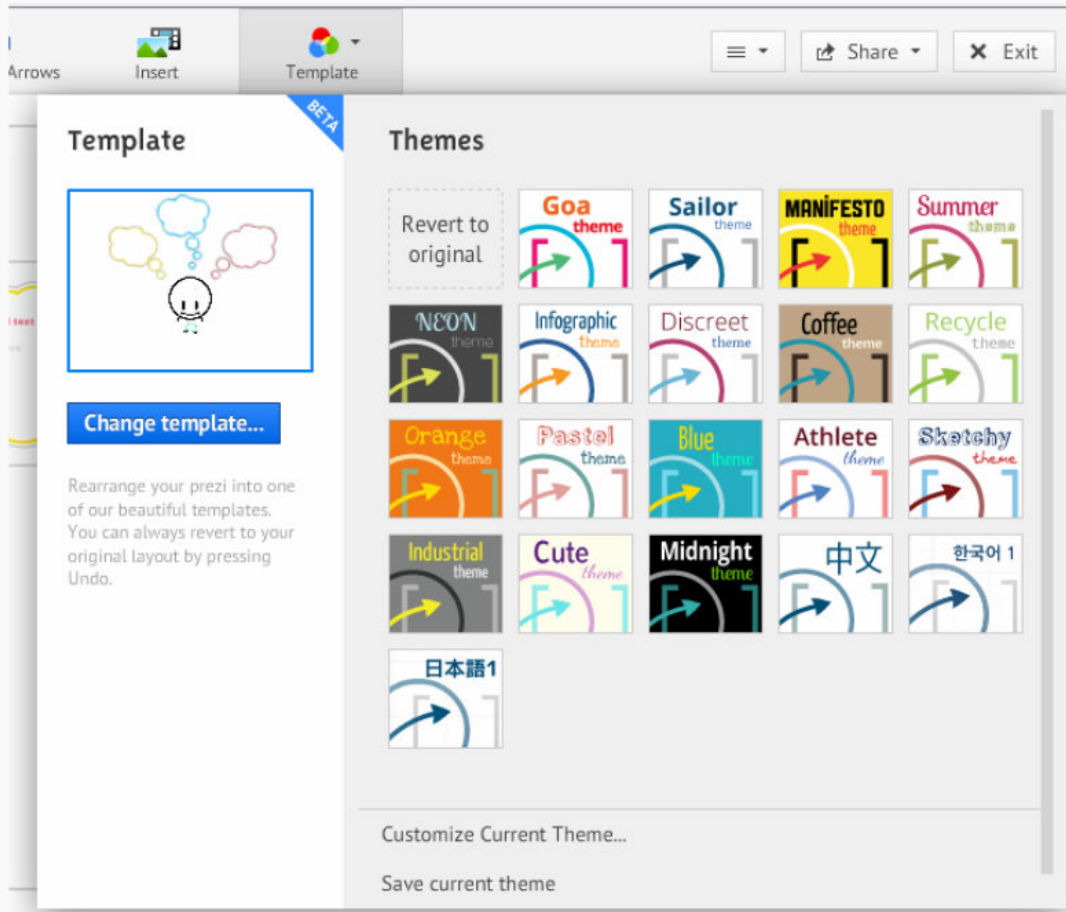 Arrows
Insert
Template
Share
Exit
BETA
Template
Change template...
Rearrange your prezi into one
of our beautiful templates.
You can always revert to your
original layout by pressing
Undo.
Themes
Revert to
original
Goa
theme
Sailor
theme
MANiFESTO
theme
Summer
theme
NEON
theme
Infographic
theme
Discreet
theme
Coffee
theme
Recycle
theme
Orange
theme
Pastel
theme
Blue
theme
Athlete
theme
Sketchy
theme
Industrial
theme
Cute
theme
Midnight
theme
中文
한국어 1
日本語1
Customize Current Theme...
Save current theme